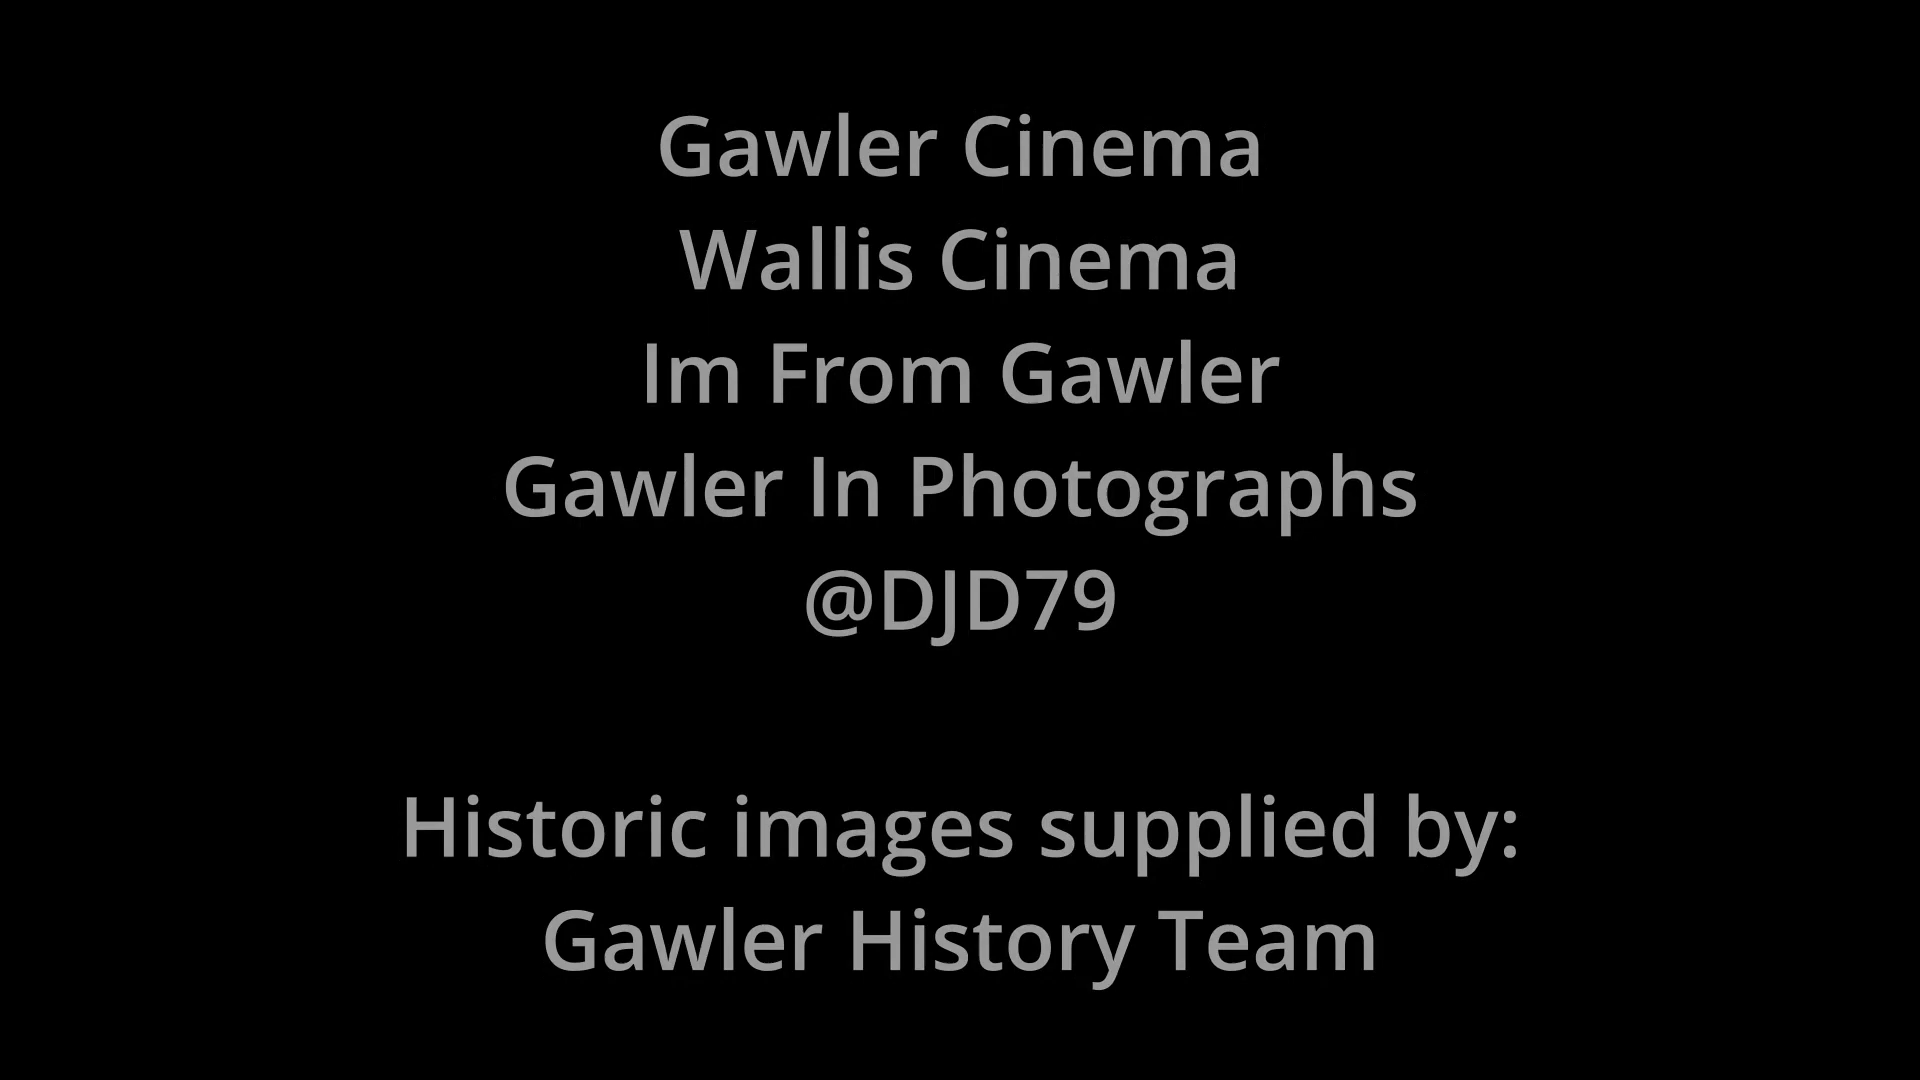 Gawler Cinema
Wallis Cinema
Im From Gawler
Gawler In Photographs
@DJD79
Historic images supplied by:
Gawler History Team